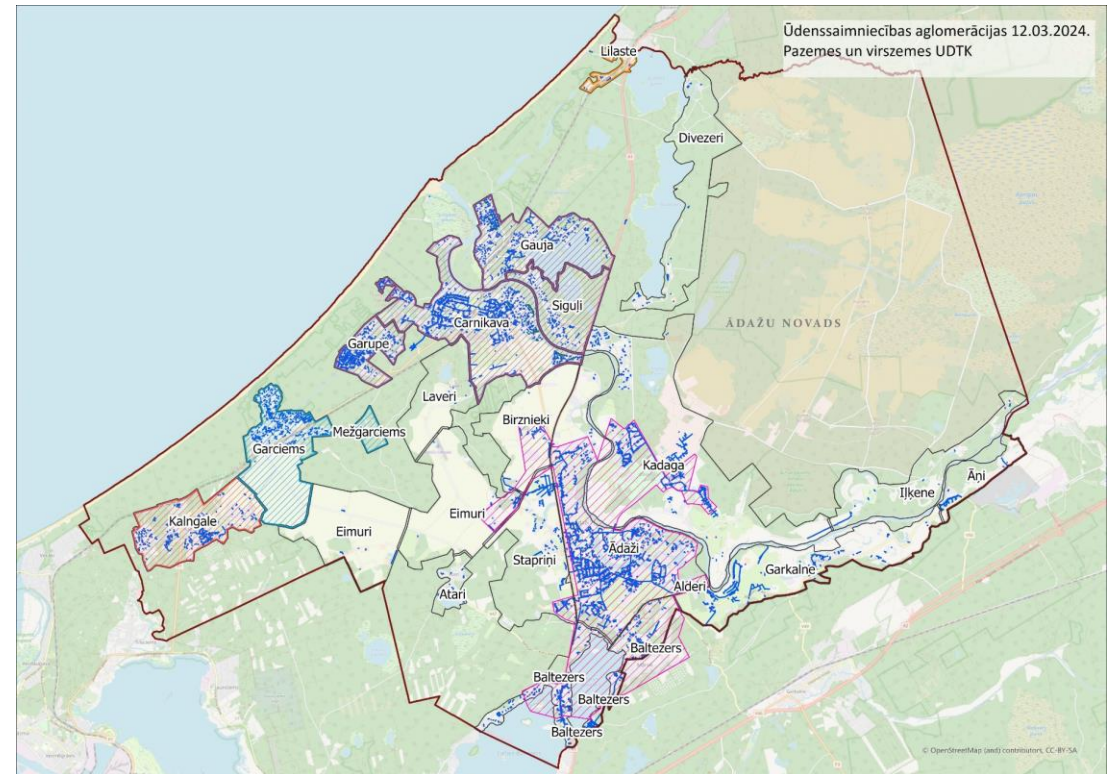 Ūdenssaimniecības aglomerācijas 12.03.2024.
Pazemes un virszemes UDTK
Lilaste
Divezeri
Gauja
Siguļi
Carnikava
Garupe
ĀDAŽU NOVADS
Laveri
Birznieki
Mežgarciems
Garciems
Kadaga
Āņi
Iļķene
Kalngale
Eimuri
Eimuri
Stapriņi
Ādaži
Garkalne
Alderi
Atari
Baltezers
Baltezers
Baltezers
Baltezers
© OpenStreetMap (and) contributors, CC-BY-SA